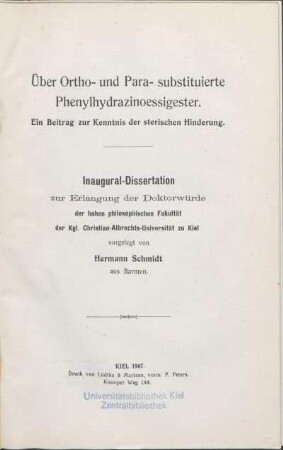 Über Ortho- und Para- substituierte
Phenylhydrazinoessigester.
Ein Beitrag zur Kenntnis der sterischen Hinderung.
Inaugural-Dissertation
zur Erlangung der Doktorwürde
der hohen philosophischen Fakultät
der Kgl. Christian-Albrechts-Universität zu Kiel
vorgelegt von
Hermann Schmidt
aus Barmen.
KIEL 1907.
Druck von Lüdtke & Martens, vorm. P. Peters.
Knooper Weg 144.
Universitätsbibliothek Kiel
Zentralbibliothek